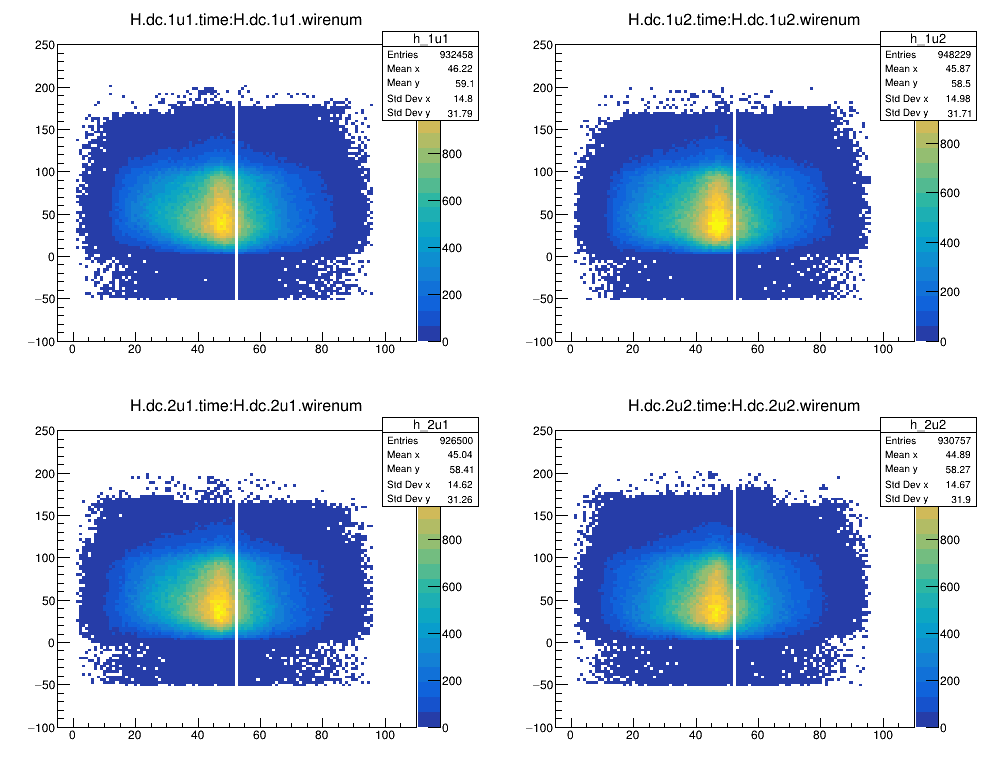 H.dc.1u1.time:H.dc.1u1.wirenum
h_1u1
Entries 932458
Mean x 46.22
Mean y 59.1
Std Dev x 14.8
Std Dev y 31.79
250
200
150
100
50
0
−50
−100
0 20 40 60 80 100
800
600
400
200
0
H.dc.1u2.time:H.dc.1u2.wirenum
h_1u2
Entries 948229
Mean x 45.87
Mean y 58.5
Std Dev x 14.98
Std Dev y 31.71
250
200
150
100
50
0
−50
−100
0 20 40 60 80 100
800
600
400
200
0
H.dc.2u1.time:H.dc.2u1.wirenum
h_2u1
Entries 926500
Mean x 45.04
Mean y 58.41
Std Dev x 14.62
Std Dev y 31.26
250
200
150
100
50
0
−50
−100
0 20 40 60 80 100
800
600
400
200
0
H.dc.2u2.time:H.dc.2u2.wirenum
h_2u2
Entries 930757
Mean x 44.89
Mean y 58.27
Std Dev x 14.67
Std Dev y 31.9
250
200
150
100
50
0
−50
−100
0 20 40 60 80 100
800
600
400
200
0